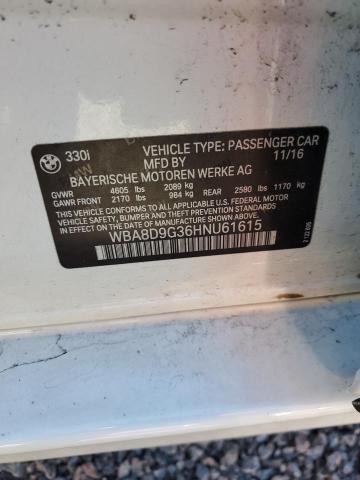 BMW 330i VEHICLE TYPE: PASSENGER CAR
MFD BY 11/16
BAYERISCHE MOTOREN WERKE AG
GVWR 4605 lbs 2089 kg
GAWR FRONT 2170 lbs 984 kg REAR 2580 lbs 1170 kg
THIS VEHICLE CONFORMS TO ALL APPLICABLE FEDERAL MOTOR
VEHICLE SAFETY, BUMPER, AND THEFT PREVENTION
STANDARDS IN EFFECT ON THE DATE OF
MANUFACTURE SHOWN ABOVE.
WBA8D9G36HNU61615